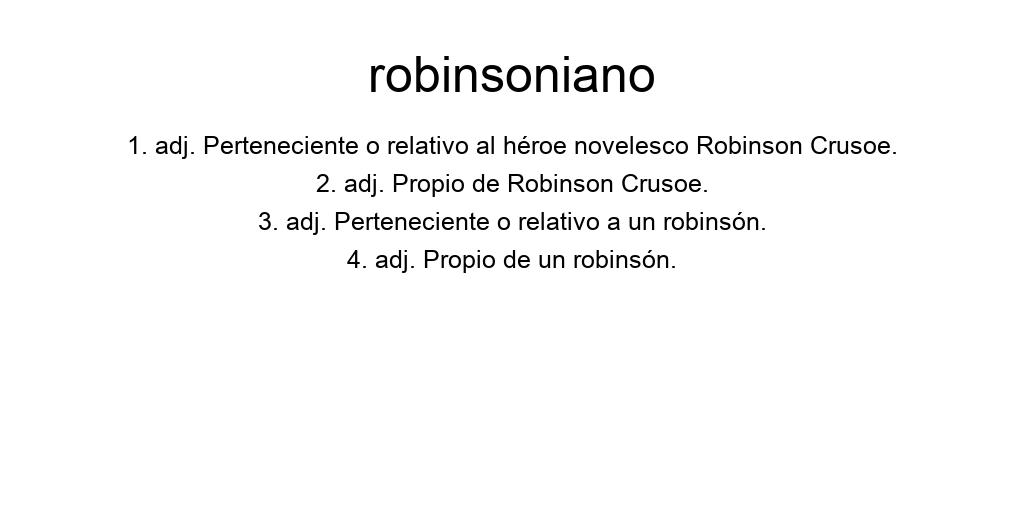 robinsoniano
1. adj. Perteneciente o relativo al héroe novelesco Robinson Crusoe.
2. adj. Propio de Robinson Crusoe.
3. adj. Perteneciente o relativo a un robinsón.
4. adj. Propio de un robinsón.